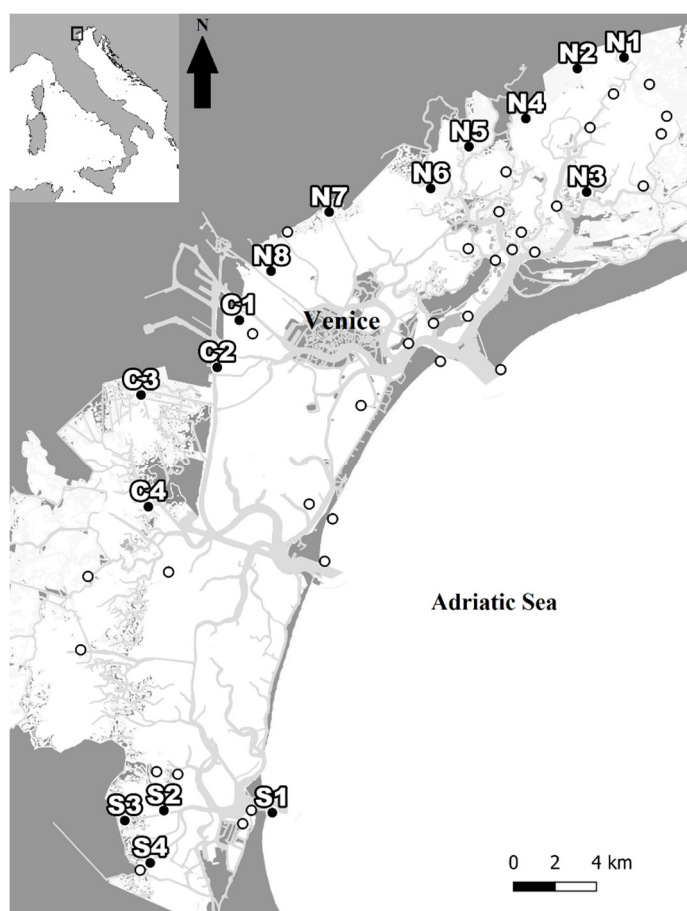 N
N1
N2
N4
N5
N3
N6
N7
N8
C1
Venice
C2
C3
C4
Adriatic Sea
S1
S2
S3
S4
0 2 4 km